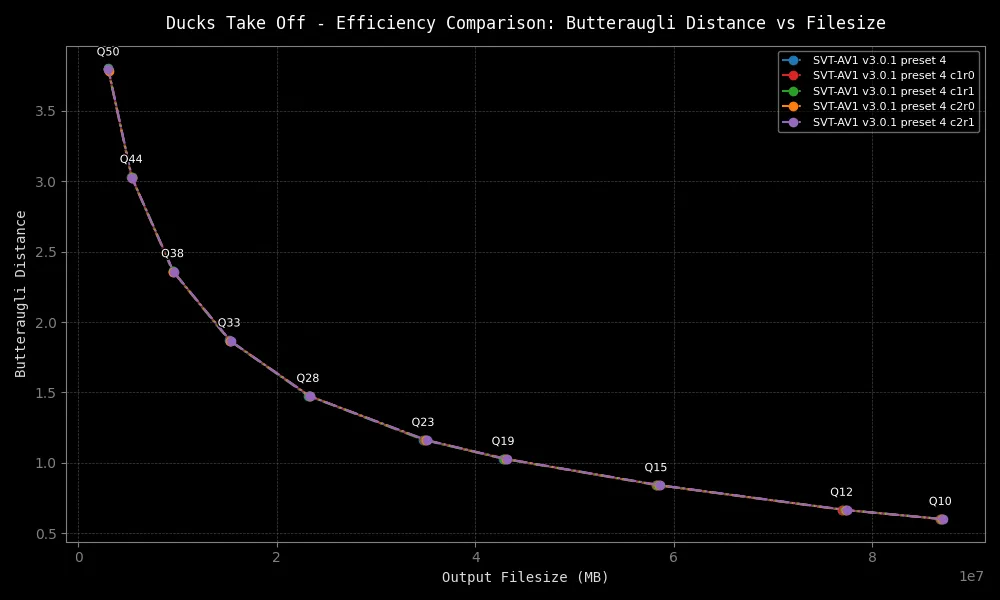 Ducks Take Off - Efficiency Comparison: Butteraugli Distance vs Filesize
Q50
SVT-AV1 v3.0.1 preset 4
SVT-AV1 v3.0.1 preset 4 c1r0
SVT-AV1 v3.0.1 preset 4 c1r1
SVT-AV1 v3.0.1 preset 4 c2r0
SVT-AV1 v3.0.1 preset 4 c2r1
3.5
Q44
3.0
Q38
2.5
Butteraugli Distance
Q33
2.0
Q28
1.5
Q23
Q19
1.0
Q15
Q12
Q10
0.5
0
2
4
6
8
1e7
Output Filesize (MB)